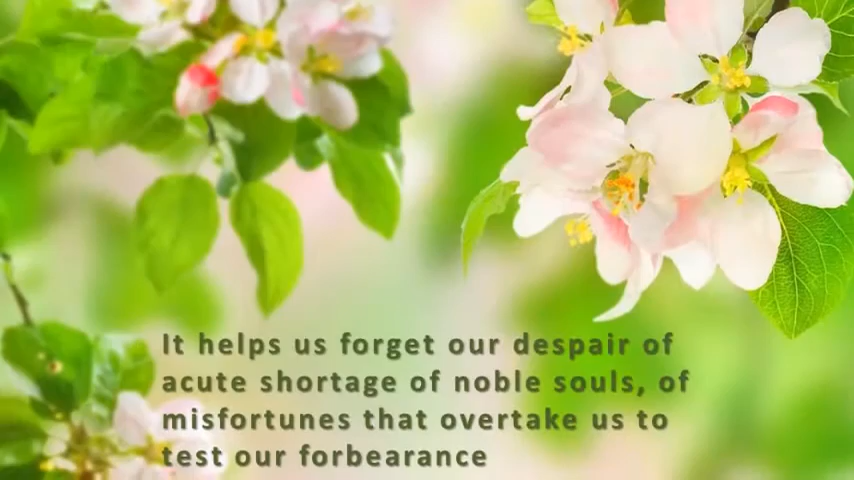 It helps us forget our despair of
acute shortage of noble souls, of
misfortunes that overtake us to
test our forbearance